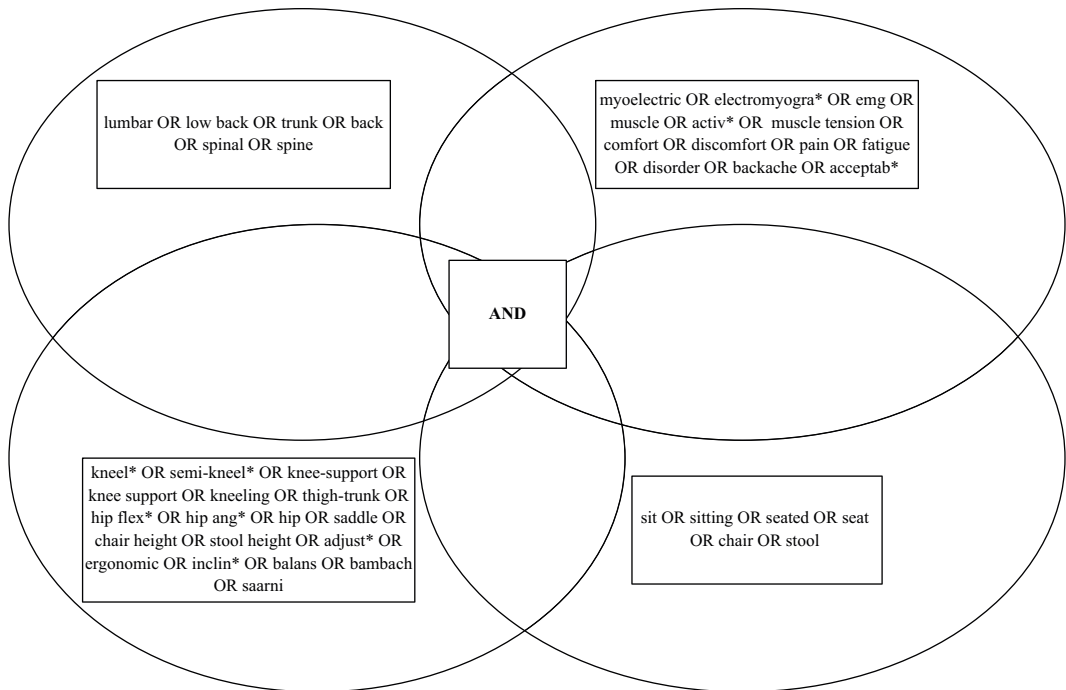 lumbar OR low back OR trunk OR back
OR spinal OR spine
myoelectric OR electromyogra* OR emg OR
muscle OR activ* OR muscle tension OR
comfort OR discomfort OR pain OR fatigue
OR disorder OR backache OR acceptab*
AND
kneel* OR semi-kneel* OR knee-support OR
knee support OR kneeling OR thigh-trunk OR
hip flex* OR hip ang* OR hip OR saddle OR
chair height OR stool height OR adjust* OR
ergonomic OR inclin* OR balans OR bambach
OR saarni
sit OR sitting OR seated OR seat
OR chair OR stool